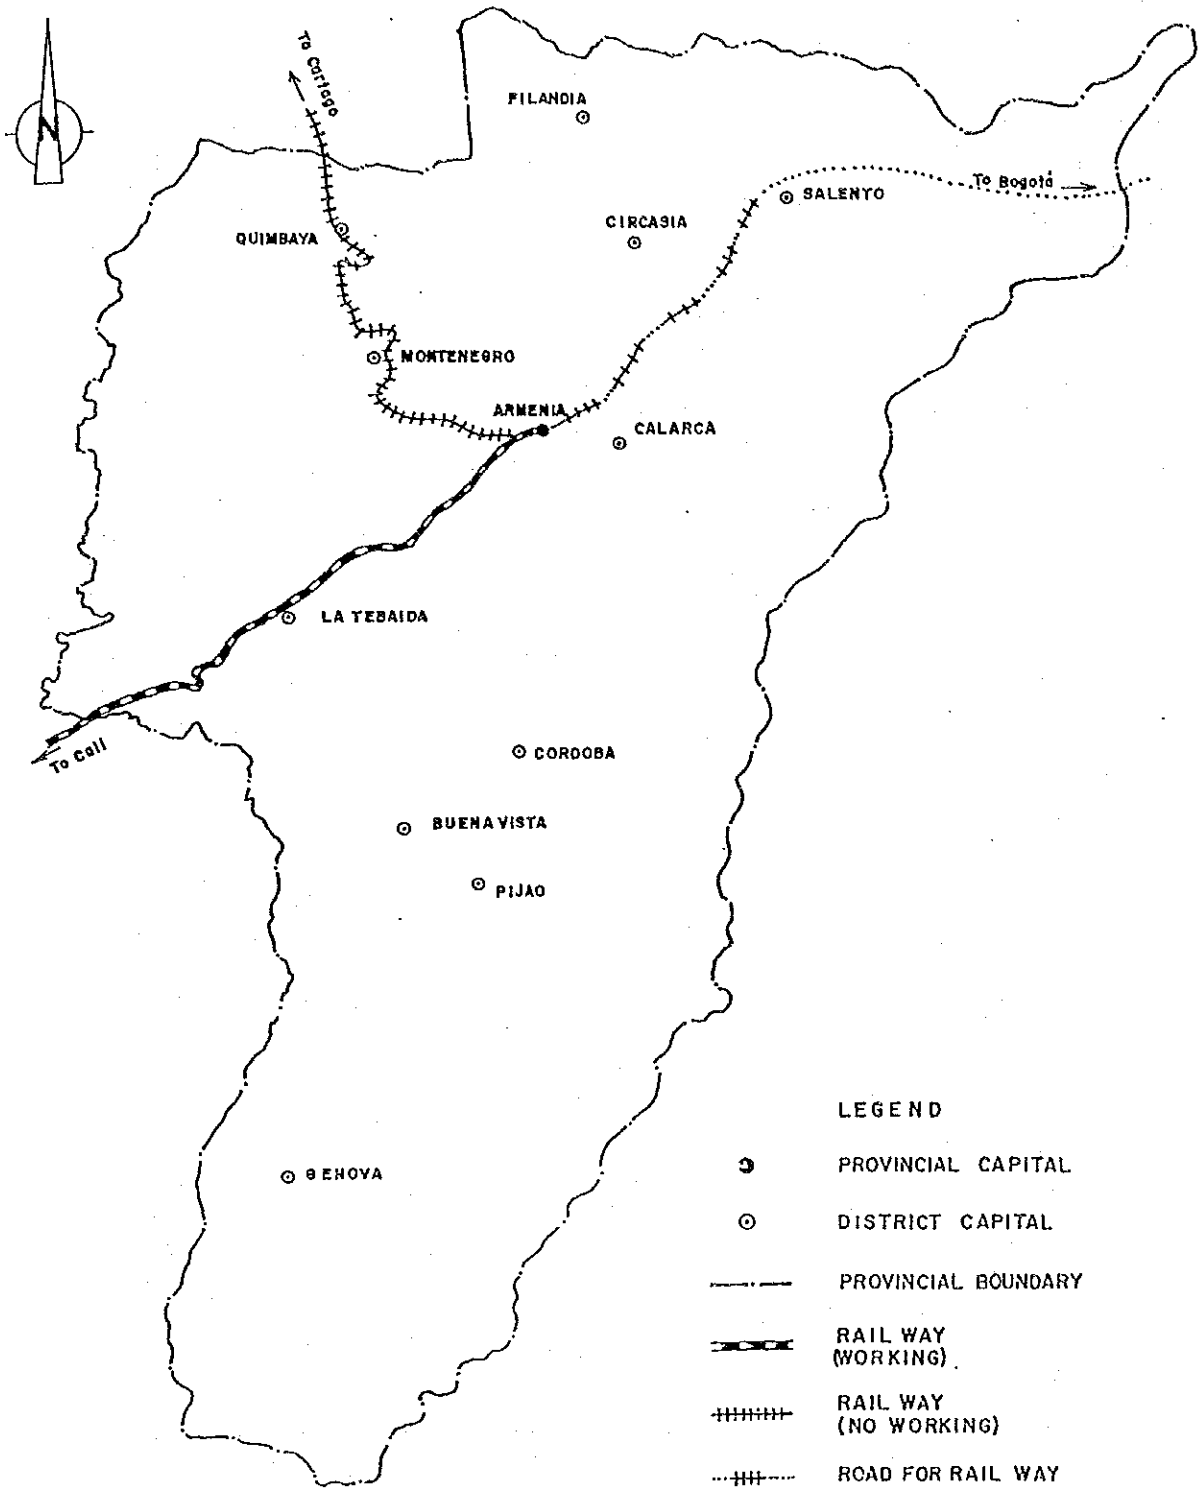 N
To Cartago
FILANDIA
To Bogotá
SALENTO
CIRCASIA
QUIMBAYA
MONTENEGRO
ARMENIA
CALARCA
LA TEBAIDA
To Cali
CORDOBA
BUENAVISTA
PIJAO
GENOVA
LEGEND
PROVINCIAL CAPITAL
DISTRICT CAPITAL
PROVINCIAL BOUNDARY
RAIL WAY
(WORKING)
RAIL WAY
(NO WORKING)
ROAD FOR RAIL WAY